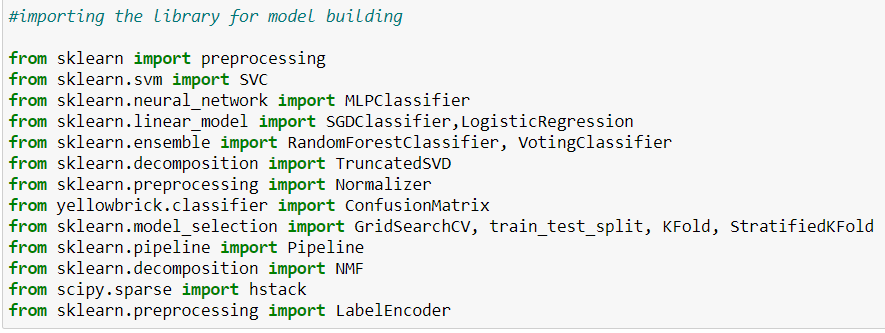 #importing the library for model building
from sklearn import preprocessing
from sklearn.svm import SVC
from sklearn.neural_network import MLPClassifier
from sklearn.linear_model import SGDClassifier,LogisticRegression
from sklearn.ensemble import RandomForestClassifier, VotingClassifier
from sklearn.decomposition import TruncatedSVD
from sklearn.preprocessing import Normalizer
from yellowbrick.classifier import ConfusionMatrix
from sklearn.model_selection import GridSearchCV, train_test_split, KFold, StratifiedKFold
from sklearn.pipeline import Pipeline
from sklearn.decomposition import NMF
from scipy.sparse import hstack
from sklearn.preprocessing import LabelEncoder